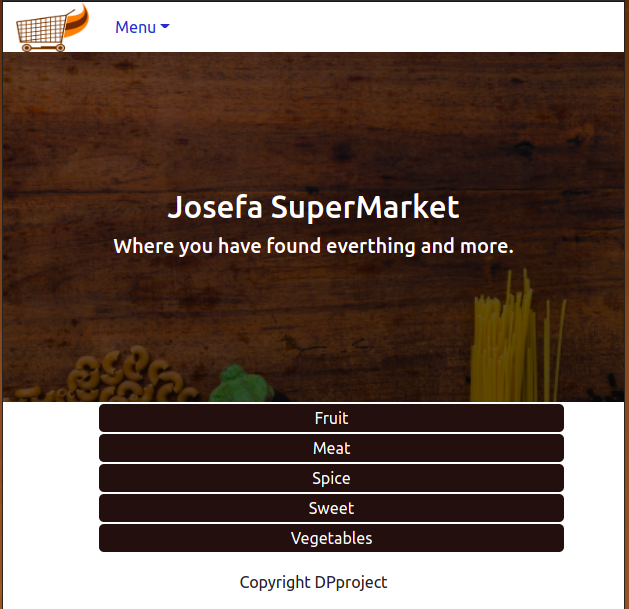 Menu
Josefa SuperMarket
Where you have found everthing and more.
Fruit
Meat
Spice
Sweet
Vegetables
Copyright DPproject